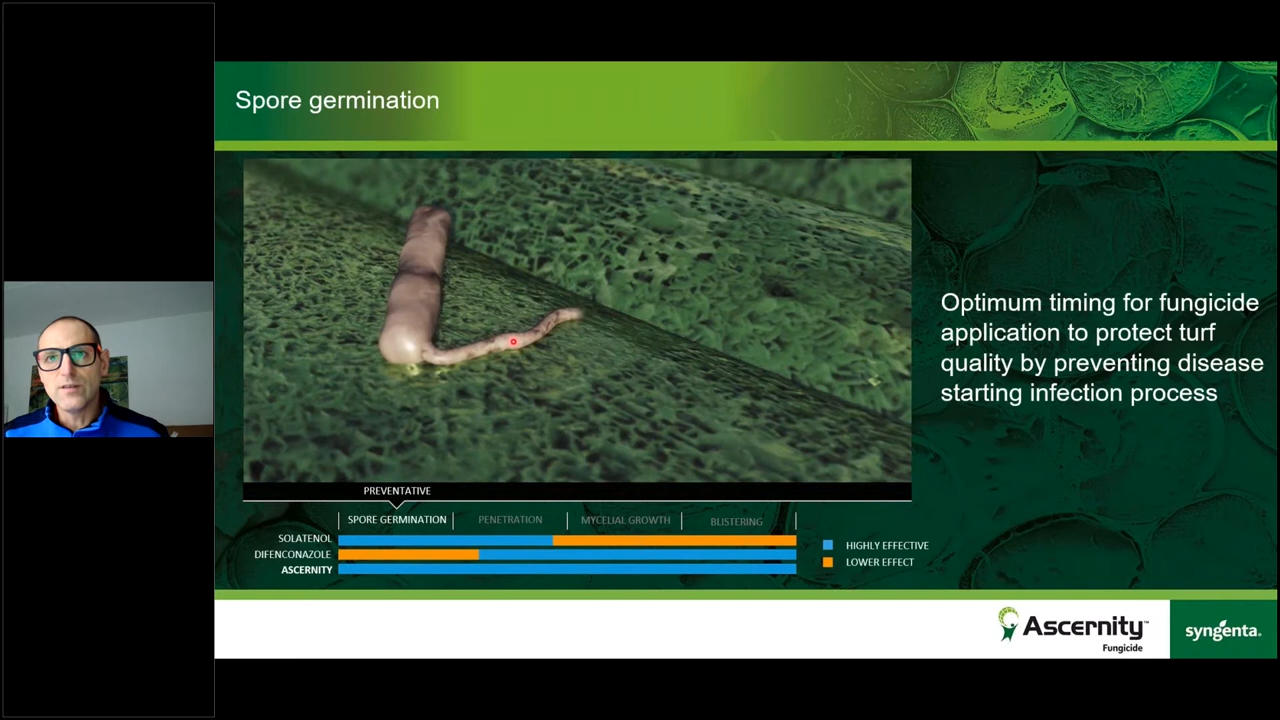 Spore germination
Optimum timing for fungicide
application to protect turf
quality by preventing disease
starting infection process
PREVENTATIVE
SPORE GERMINATION
PENETRATION
MYCELIAL GROWTH
BLISTERING
SOLATENOL
DIFENCONAZOLE
ASCERNITY
HIGHLY EFFECTIVE
LOWER EFFECT
Ascernity™
Fungicide
syngenta®